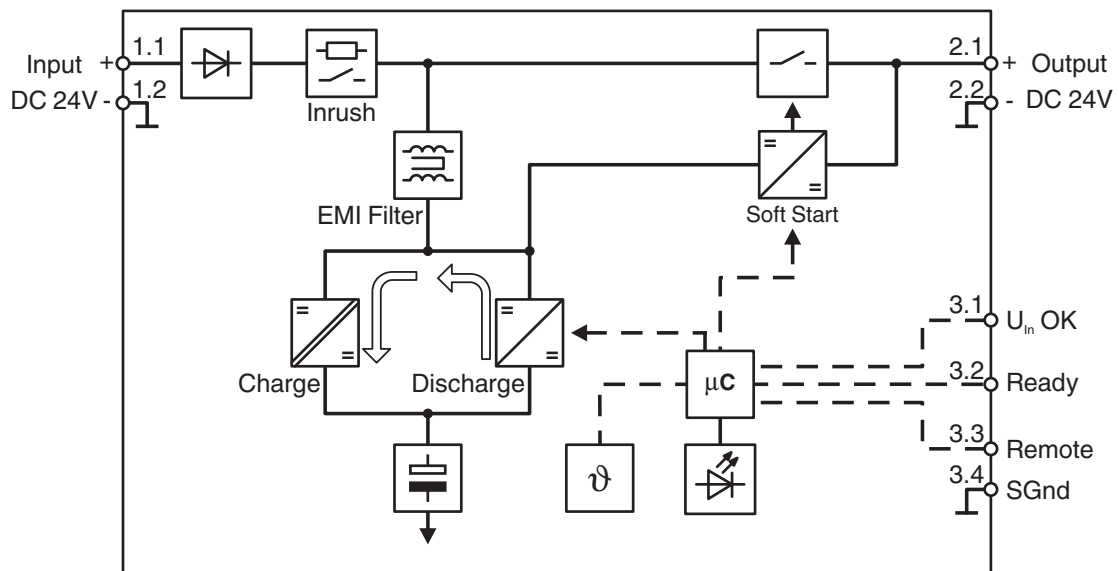 Input + 1.1
DC 24V - 1.2
Inrush
2.1 + Output
2.2 - DC 24V
EMI Filter
= =
Soft Start
= =
Charge
= =
Discharge
μC
ϑ
3.1 UIn OK
3.2 Ready
3.3 Remote
3.4 SGnd